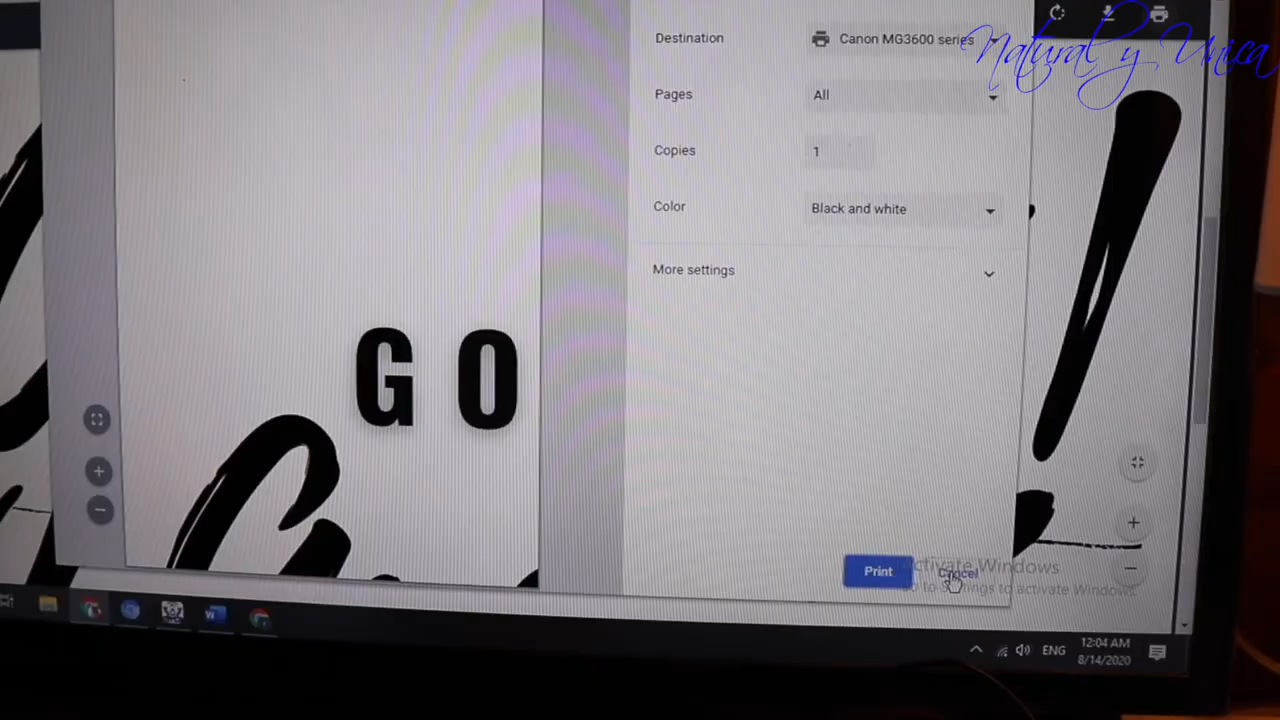 Natural y Unica
Destination
Canon MG3600 series
Pages
All
Copies
1
Color
Black and white
More settings
G O
Print
Cancel
Activate Windows
Go to Settings to activate Windows.
ENG
12:04 AM
8/14/2020